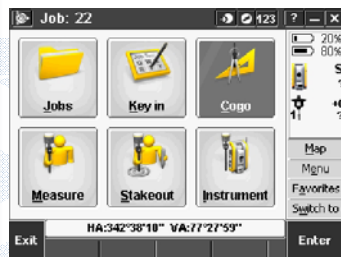 Job: 22
123
? – X
20%
80%
Jobs
Key in
Cogo
Measure
Stakeout
Instrument
Map
Menu
Favorites
Switch to
HA:342°38'10" VA:77°27'59"
Exit
Enter